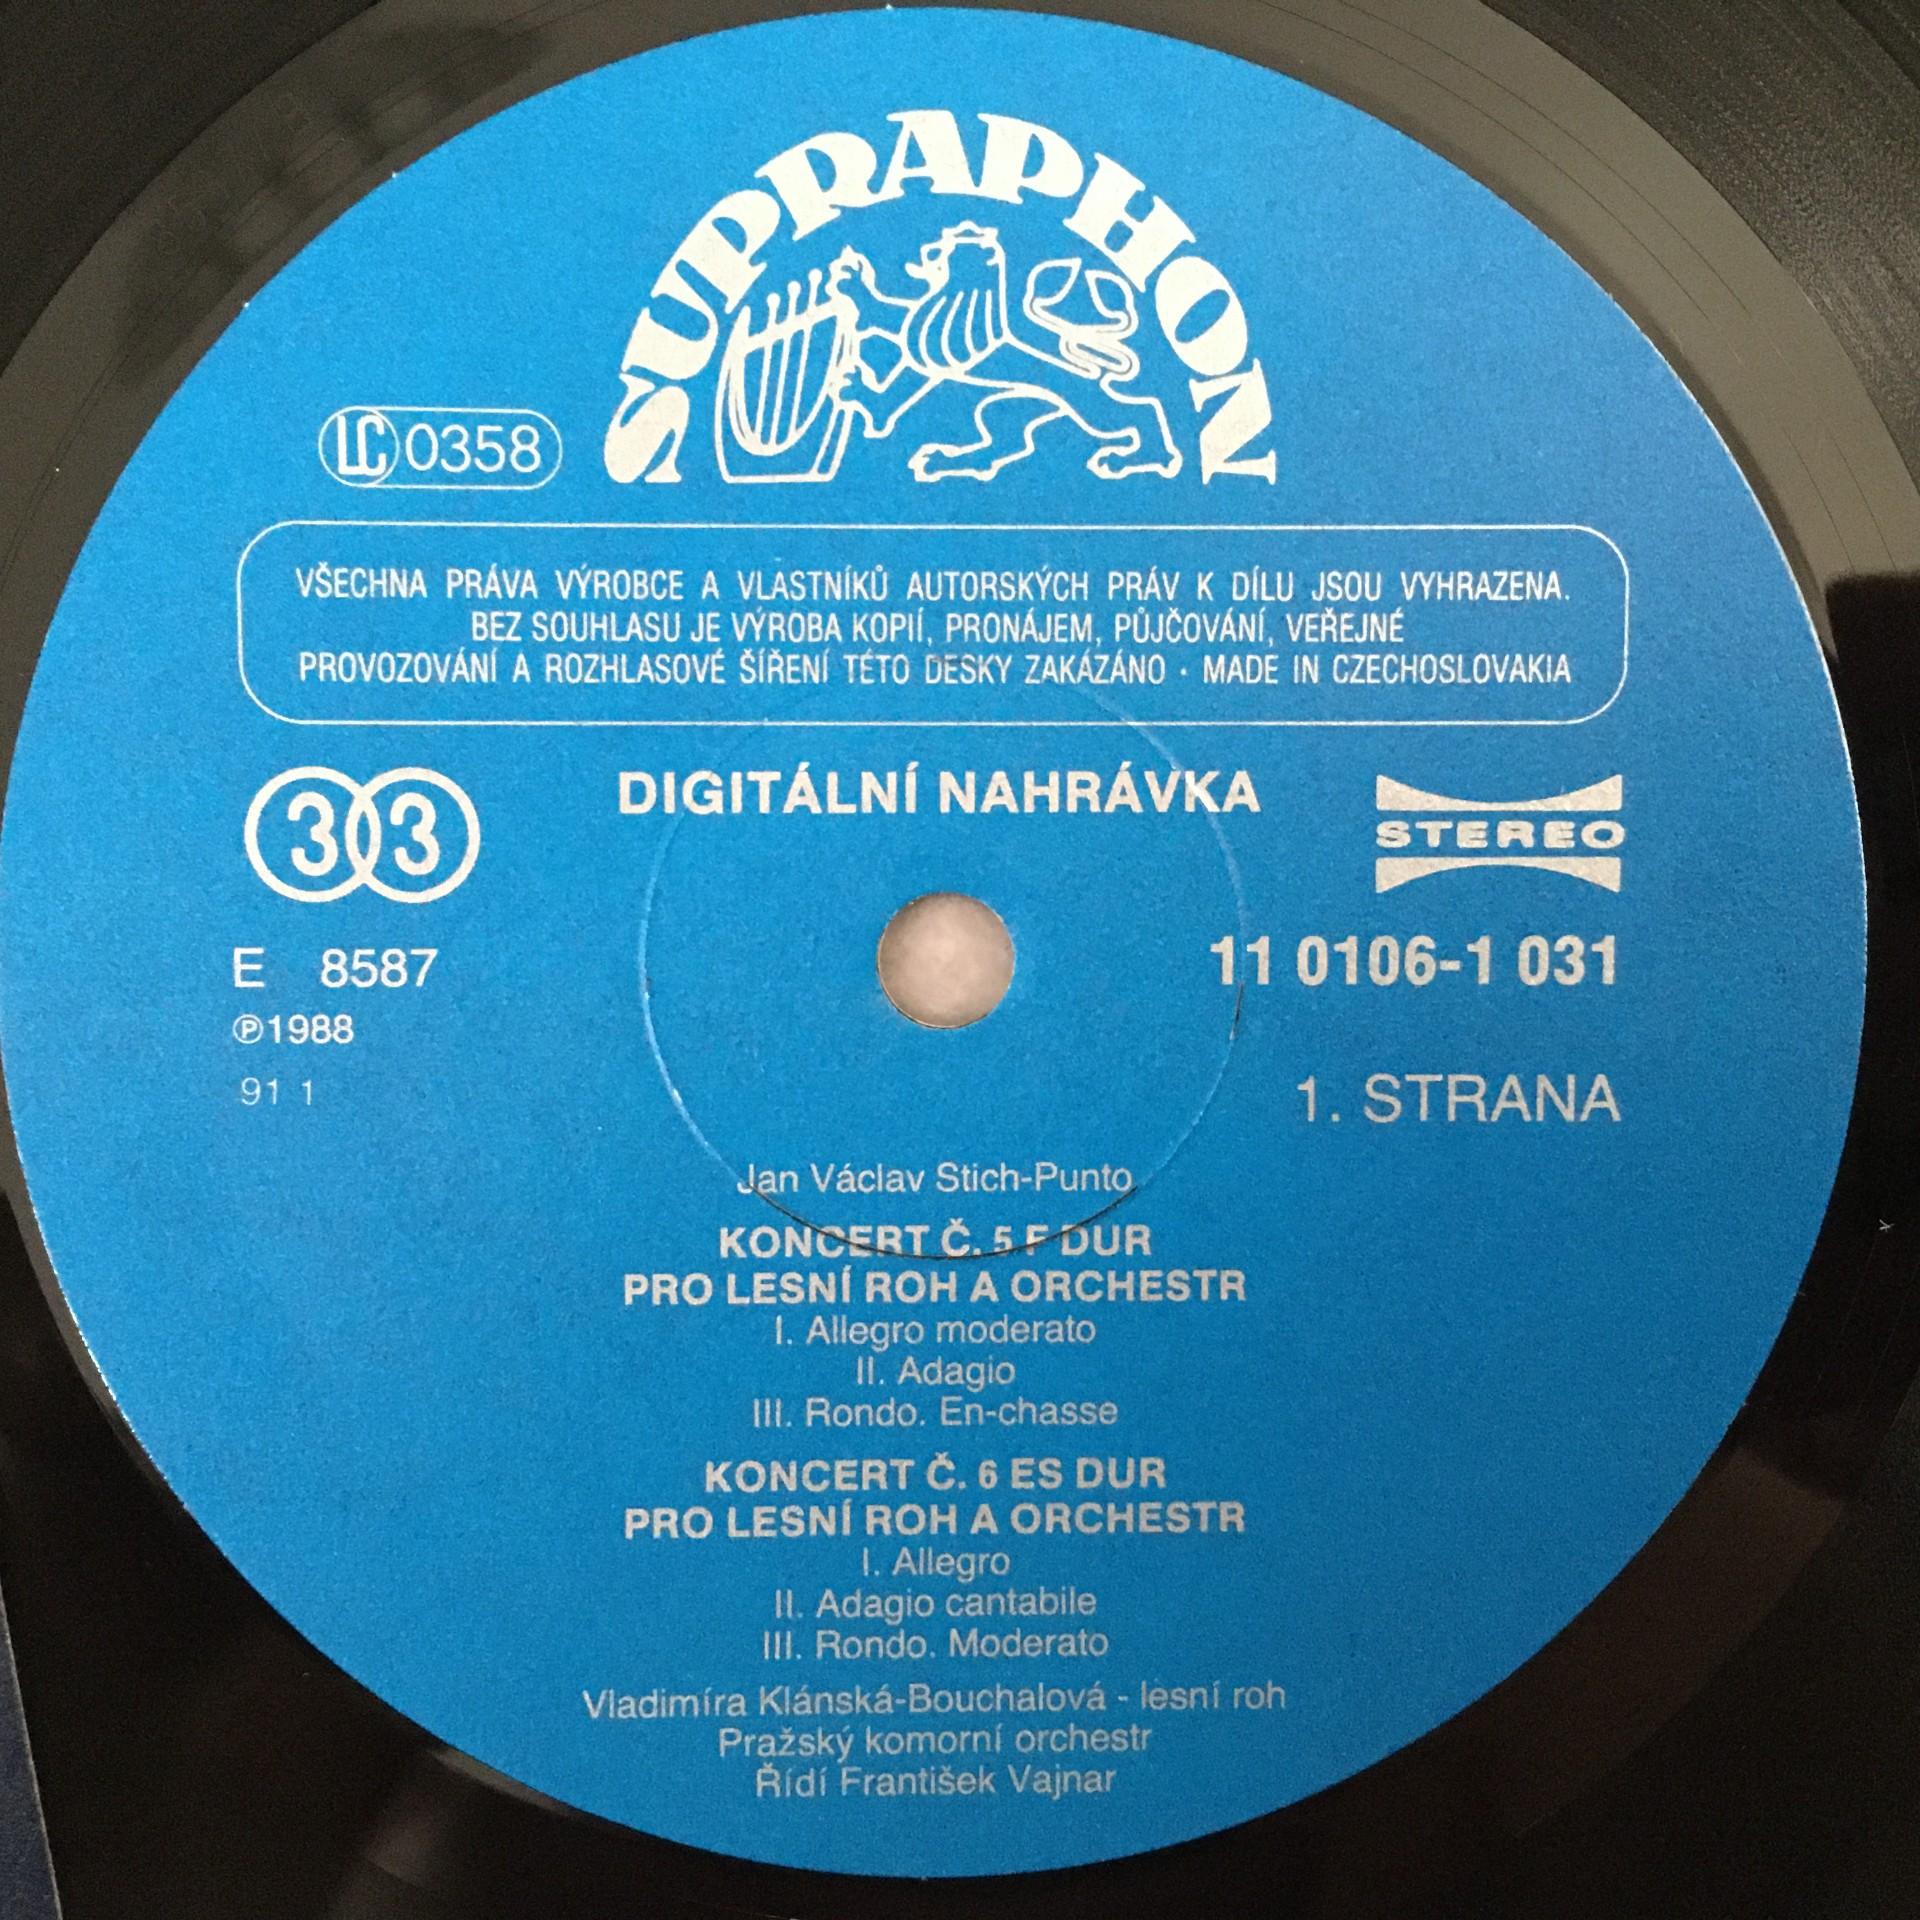 SUPRAPHON
LC 0358
VŠECHNA PRÁVA VÝROBCE A VLASTNÍKŮ AUTORSKÝCH PRÁV K DÍLU JSOU VYHRAZENA.
BEZ SOUHLASU JE VÝROBA KOPIÍ, PRONÁJEM, PŮJČOVÁNÍ, VEŘEJNÉ
PROVOZOVÁNÍ A ROZHLASOVÉ ŠÍŘENÍ TÉTO DESKY ZAKÁZÁNO · MADE IN CZECHOSLOVAKIA
33
DIGITÁLNÍ NAHRÁVKA
STEREO
E 8587
11 0106-1 031
℗1988
91 1
1. STRANA
Jan Václav Stich-Punto
KONCERT Č. 5 F DUR
PRO LESNÍ ROH A ORCHESTR
I. Allegro moderato
II. Adagio
III. Rondo. En-chasse
KONCERT Č. 6 ES DUR
PRO LESNÍ ROH A ORCHESTR
I. Allegro
II. Adagio cantabile
III. Rondo. Moderato
Vladimíra Klánská-Bouchalová - lesní roh
Pražský komorní orchestr
Řídí František Vajnar